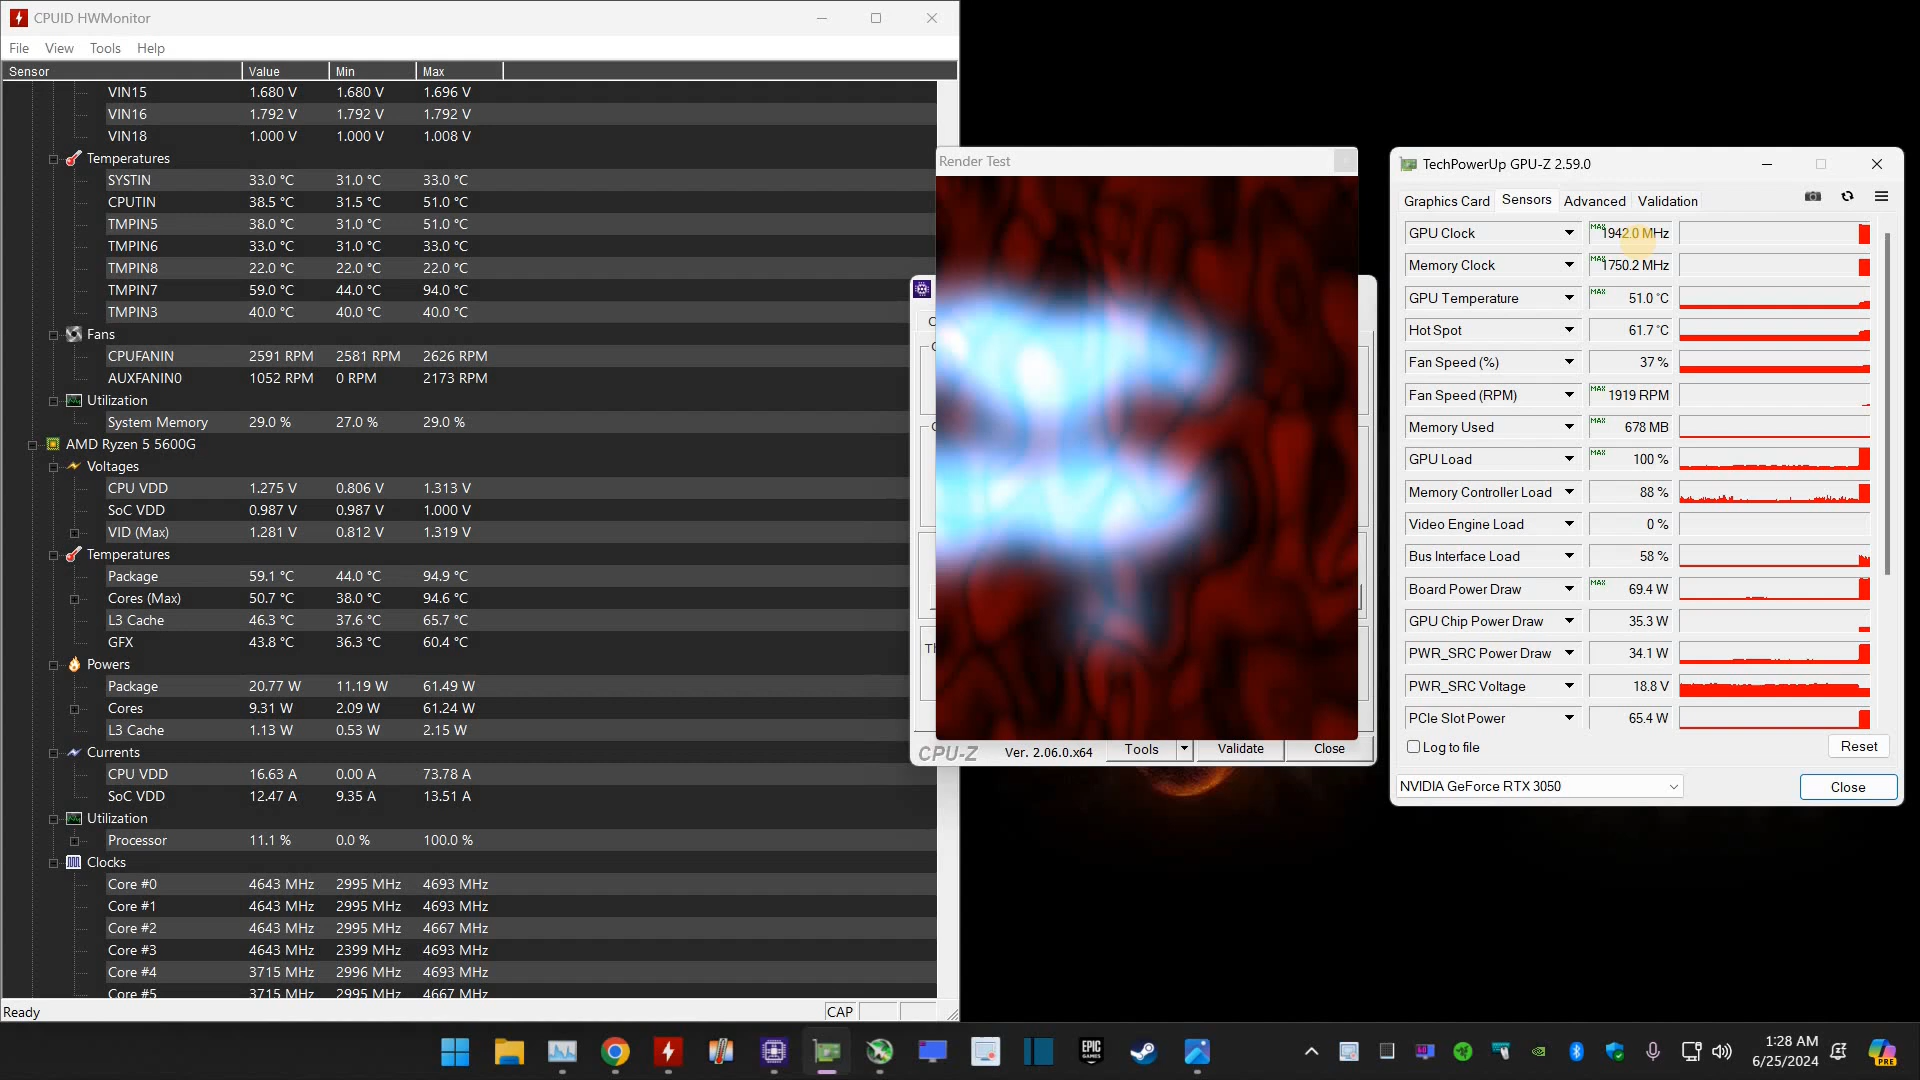 CPUID HWMonitor
File View Tools Help
Sensor Value Min Max
VIN15 1.680 V 1.680 V 1.696 V
VIN16 1.792 V 1.792 V 1.792 V
VIN18 1.000 V 1.000 V 1.008 V
Temperatures
SYSTIN 33.0 °C 31.0 °C 33.0 °C
CPUTIN 38.5 °C 31.5 °C 51.0 °C
TMPIN5 38.0 °C 31.0 °C 51.0 °C
TMPIN6 33.0 °C 31.0 °C 33.0 °C
TMPIN8 22.0 °C 22.0 °C 22.0 °C
TMPIN7 59.0 °C 44.0 °C 94.0 °C
TMPIN3 40.0 °C 40.0 °C 40.0 °C
Fans
CPUFANIN 2591 RPM 2581 RPM 2626 RPM
AUXFANIN0 1052 RPM 0 RPM 2173 RPM
Utilization
System Memory 29.0 % 27.0 % 29.0 %
AMD Ryzen 5 5600G
Voltages
CPU VDD 1.275 V 0.806 V 1.313 V
SoC VDD 0.987 V 0.987 V 1.000 V
VID (Max) 1.281 V 0.812 V 1.319 V
Temperatures
Package 59.1 °C 44.0 °C 94.9 °C
Cores (Max) 50.7 °C 38.0 °C 94.6 °C
L3 Cache 46.3 °C 37.6 °C 65.7 °C
GFX 43.8 °C 36.3 °C 60.4 °C
Powers
Package 20.77 W 11.19 W 61.49 W
Cores 9.31 W 2.09 W 61.24 W
L3 Cache 1.13 W 0.53 W 2.15 W
Currents
CPU VDD 16.63 A 0.00 A 73.78 A
SoC VDD 12.47 A 9.35 A 13.51 A
Utilization
Processor 11.1 % 0.0 % 100.0 %
Clocks
Core #0 4643 MHz 2995 MHz 4693 MHz
Core #1 4643 MHz 2995 MHz 4693 MHz
Core #2 4643 MHz 2995 MHz 4667 MHz
Core #3 4643 MHz 2399 MHz 4693 MHz
Core #4 3715 MHz 2996 MHz 4693 MHz
Core #5 3715 MHz 2995 MHz 4667 MHz
Ready CAP
Render Test
CPU-Z Ver. 2.06.0.x64 Tools Validate Close
TechPowerUp GPU-Z 2.59.0
Graphics Card Sensors Advanced Validation
GPU Clock MAX 1942.0 MHz
Memory Clock MAX 1750.2 MHz
GPU Temperature MAX 51.0 °C
Hot Spot MAX 61.7 °C
Fan Speed (%) 37 %
Fan Speed (RPM) MAX 1919 RPM
Memory Used MAX 678 MB
GPU Load MAX 100 %
Memory Controller Load 88 %
Video Engine Load 0 %
Bus Interface Load 58 %
Board Power Draw MAX 69.4 W
GPU Chip Power Draw 35.3 W
PWR_SRC Power Draw 34.1 W
PWR_SRC Voltage 18.8 V
PCIe Slot Power 65.4 W
Log to file Reset
NVIDIA GeForce RTX 3050 Close
EPIC GAMES
1:28 AM
6/25/2024
PRE